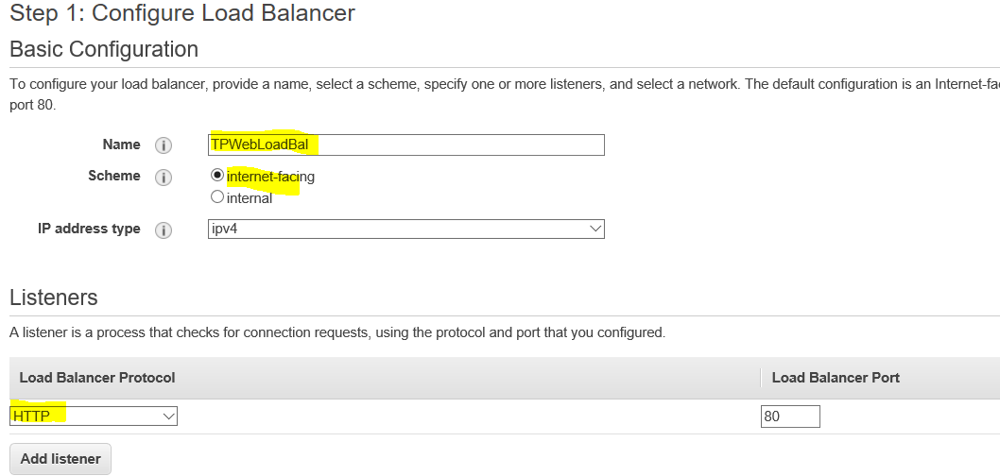 Step 1: Configure Load Balancer
Basic Configuration
To configure your load balancer, provide a name, select a scheme, specify one or more listeners, and select a network. The default configuration is an Internet-fa
port 80.
Name TPWebLoadBal
Scheme internet-facing
internal
IP address type ipv4
Listeners
A listener is a process that checks for connection requests, using the protocol and port that you configured.
Load Balancer Protocol Load Balancer Port
HTTP 80
Add listener